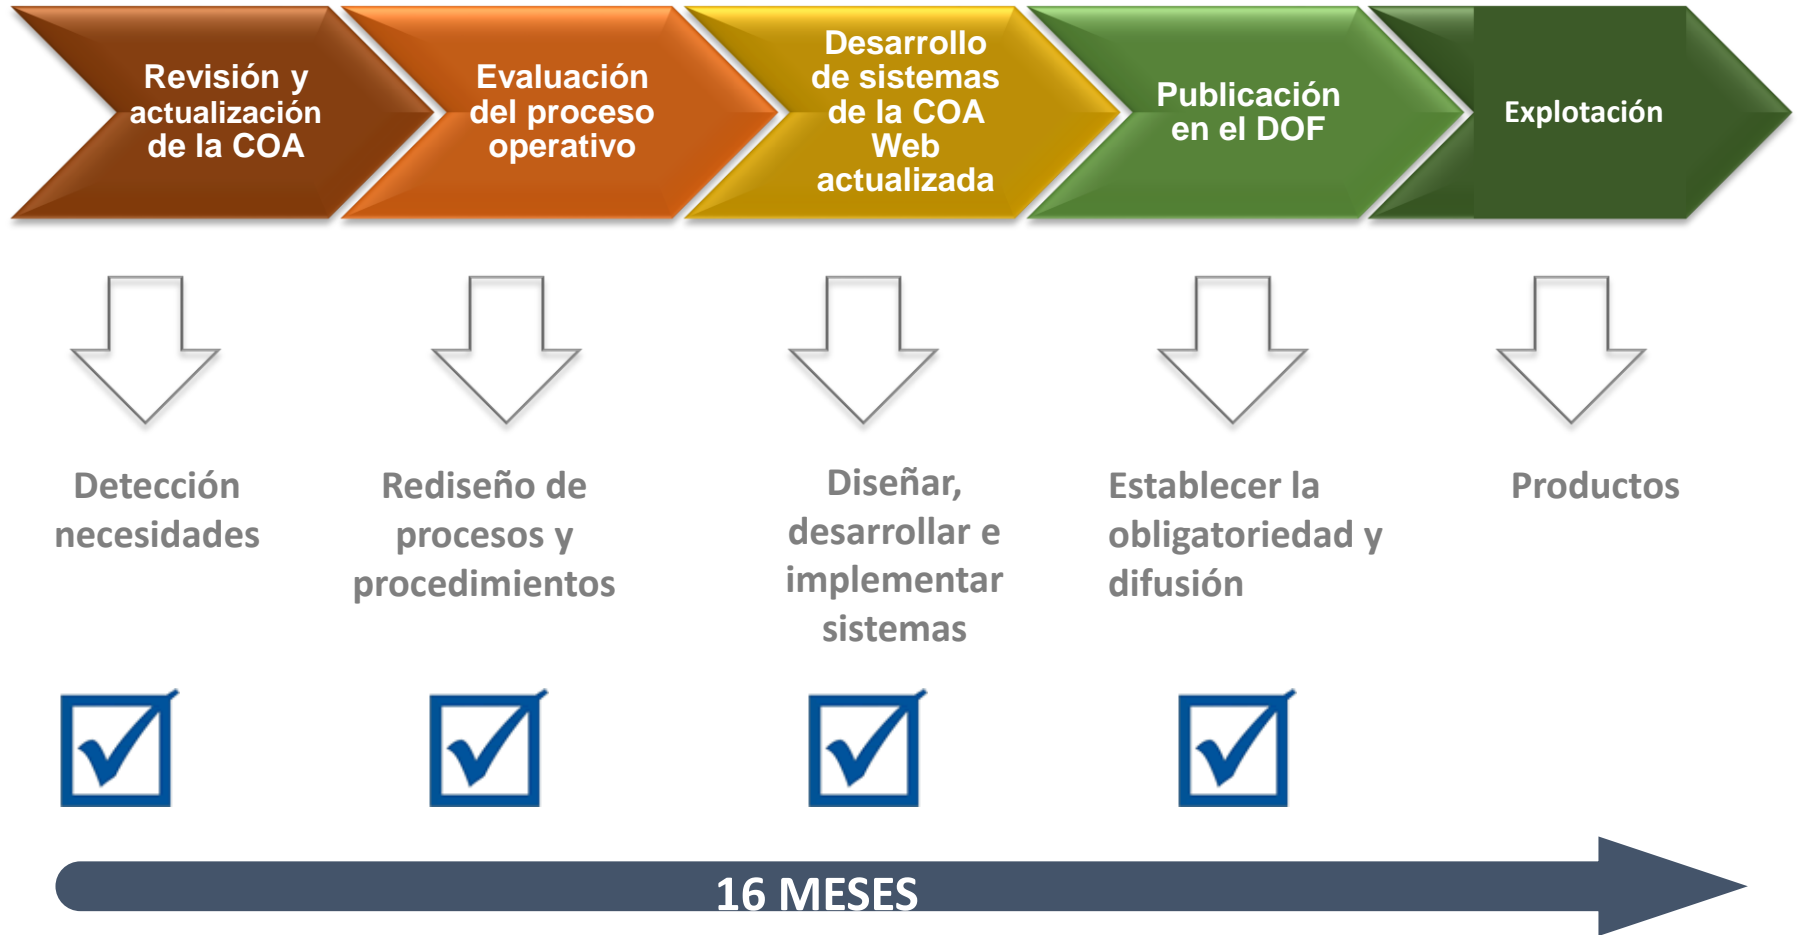 Revisión y
actualización
de la COA
Evaluación
del proceso
operativo
Desarrollo
de sistemas
de la COA
Web
actualizada
Publicación
en el DOF
Explotación
Detección
necesidades
Rediseño de
procesos y
procedimientos
Diseñar,
desarrollar e
implementar
sistemas
Establecer la
obligatoriedad y
difusión
Productos
16 MESES